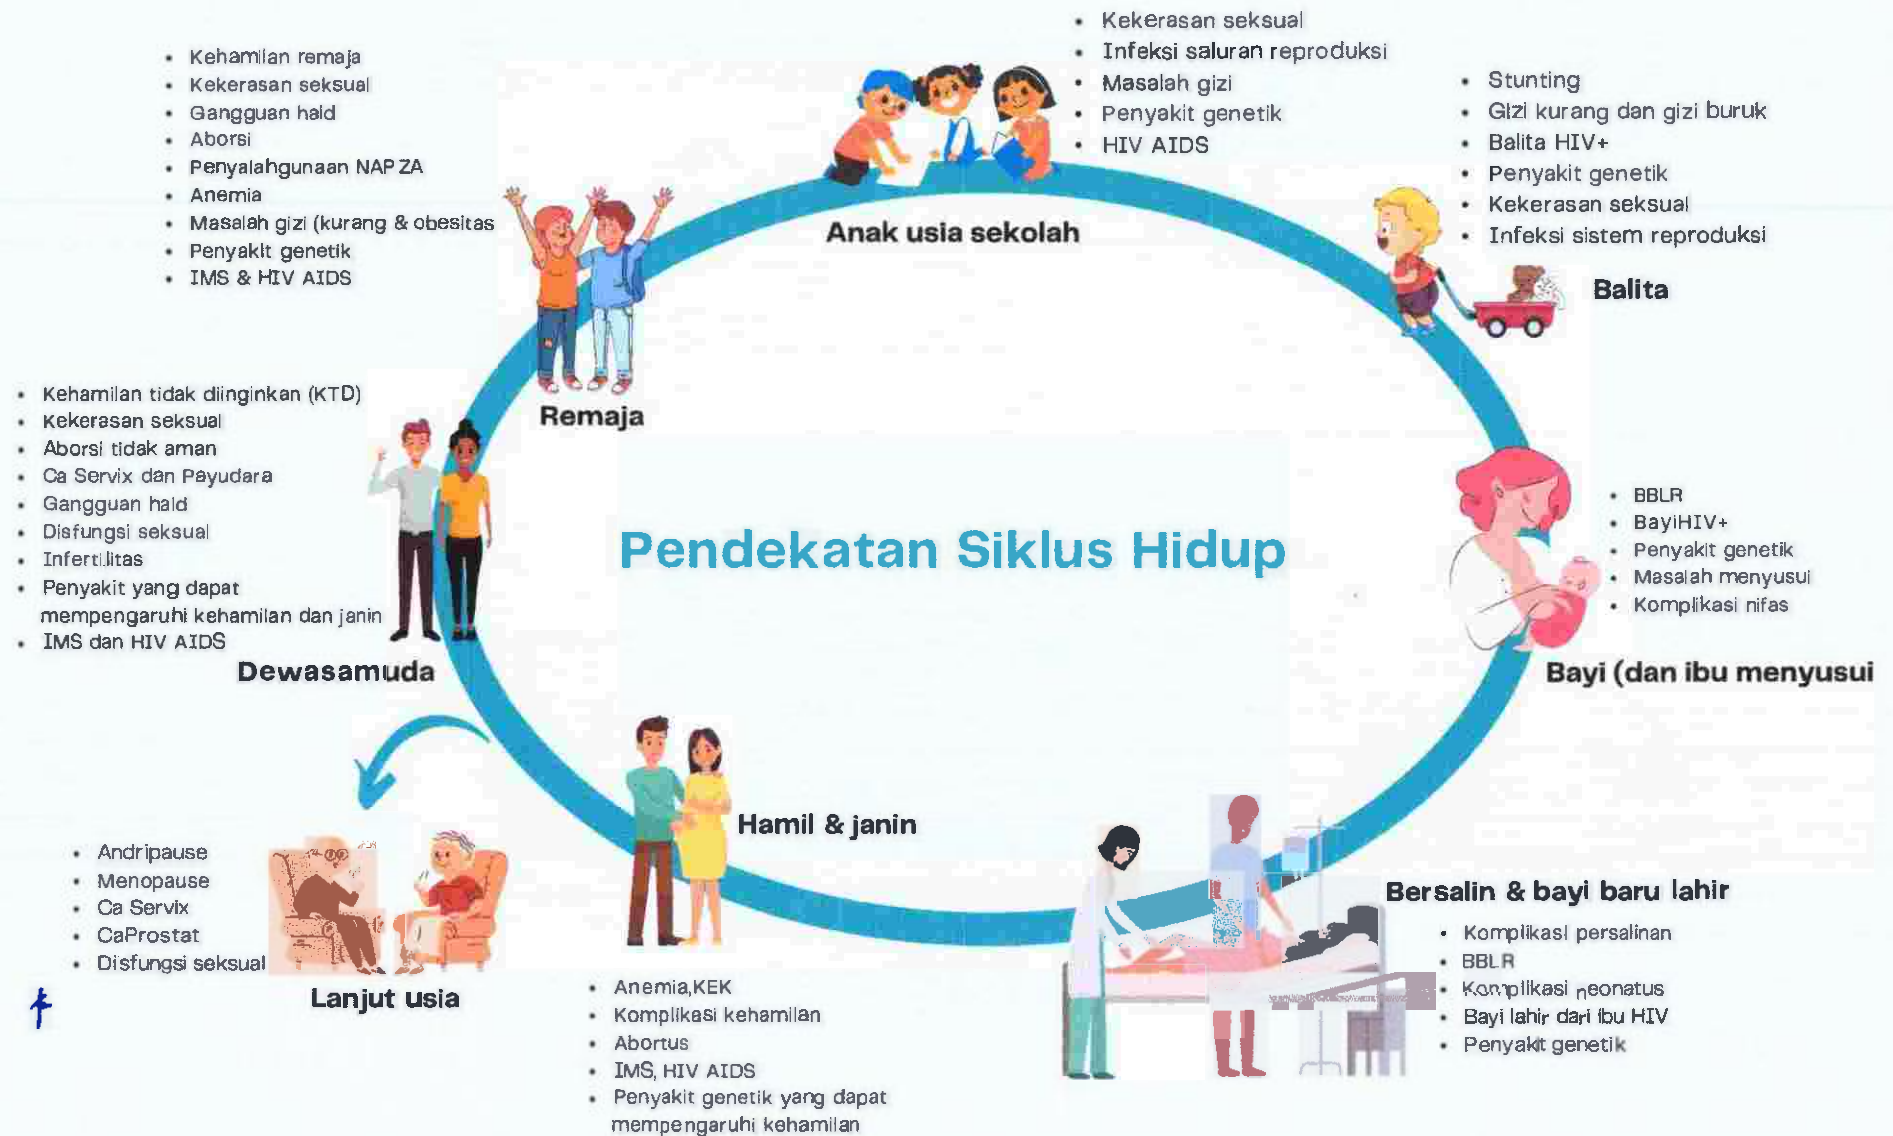 Kekerasan seksual
Infeksi saluran reproduksi
Masalah gizi
Penyakit genetik
HIV AIDS
Anak usia sekolah
Stunting
Gizi kurang dan gizi buruk
Balita HIV+
Penyakit genetik
Kekerasan seksual
Infeksi sistem reproduksi
Balita
Kehamilan remaja
Kekerasan seksual
Gangguan haid
Aborsi
Penyalahgunaan NAPZA
Anemia
Masalah gizi (kurang & obesitas
Penyakit genetik
IMS & HIV AIDS
Remaja
Kehamilan tidak diinginkan (KTD)
Kekerasan seksual
Aborsi tidak aman
Ca Servix dan Payudara
Gangguan haid
Disfungsi seksual
Infertilitas
Penyakit yang dapat
mempengaruhi kehamilan dan janin
IMS dan HIV AIDS
Dewasamuda
Pendekatan Siklus Hidup
BBLR
BayiHIV+
Penyakit genetik
Masalah menyusui
Komplikasi nifas
Bayi (dan ibu menyusui
Andripause
Menopause
Ca Servix
CaProstat
Disfungsi seksual
Lanjut usia
Hamil & janin
Anemia,KEK
Komplikasi kehamilan
Abortus
IMS, HIV AIDS
Penyakit genetik yang dapat
mempengaruhi kehamilan
Bersalin & bayi baru lahir
Komplikasi persalinan
BBLR
Komplikasi neonatus
Bayi lahir dari ibu HIV
Penyakit genetik